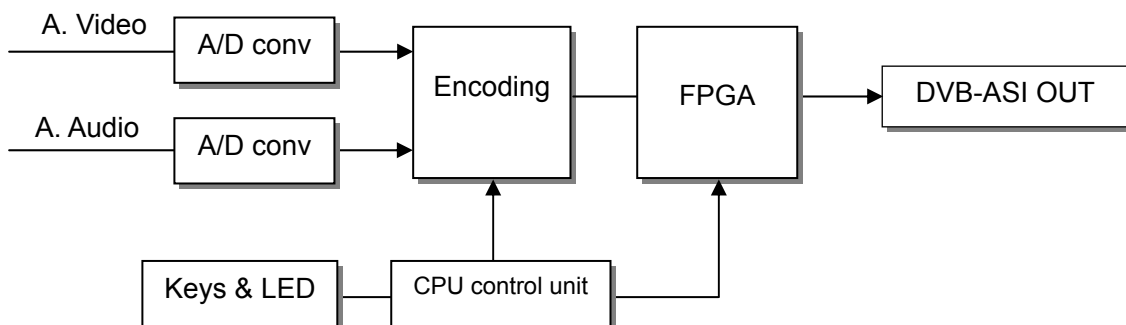 A. Video
A/D conv
Encoding
FPGA
DVB-ASI OUT
A. Audio
A/D conv
Keys & LED
CPU control unit